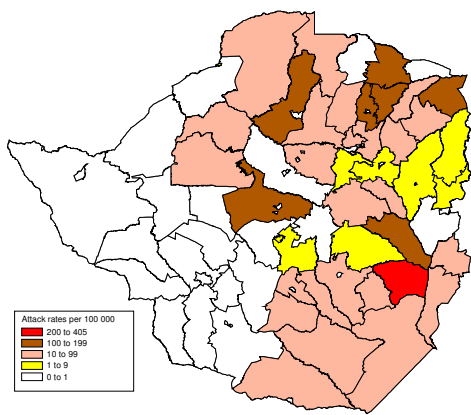 Attack rates per 100 000
200 to 405
100 to 199
10 to 99
1 to 9
0 to 1